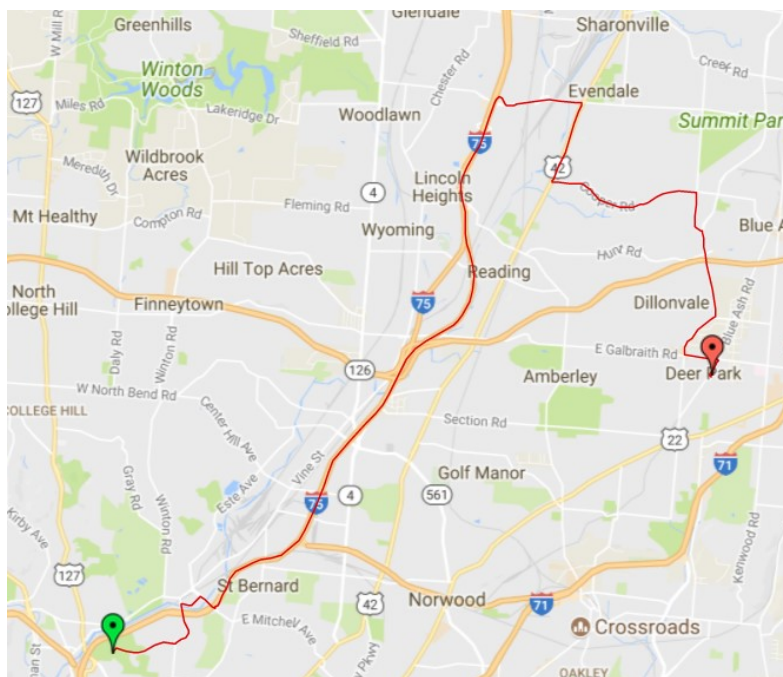 Glendale
Greenhills
Sheffield Rd
Sharonville
W Mill Rd
Chester Rd
Creek Rd
Winton
Woods
Evendale
127
Miles Rd
Lakeridge Dr
Woodlawn
Summit Par
75
Wildbrook
Acres
42
Meredith Dr
Lincoln
Heights
4
Cooper Rd
Mt Healthy
Compton Rd
Fleming Rd
Wyoming
Blue A
Hunt Rd
Hill Top Acres
Reading
North
ollege Hill
Finneytown
75
Dillonvale
Blue Ash Rd
Daly Rd
Winton Rd
E Galbraith Rd
126
Amberley
Deer Park
W North Bend Rd
COLLEGE HILL
Center Hill Ave
Section Rd
22
Vine St
Golf Manor
71
Gray Rd
Este Ave
Winton Rd
75
4
561
Kirby Ave
127
St Bernard
Kenwood Rd
42
Norwood
71
E Mitchell Ave
Crossroads
man St
Pkwy
OAKLEY